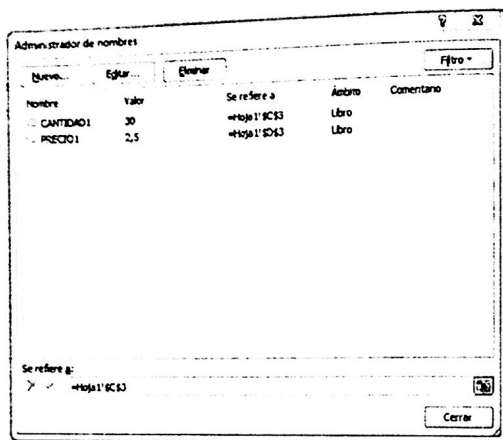 Administrador de nombres
Nuevo... Editar... Eliminar Filtro
Nombre Valor Se refiere a Ámbito Comentario
CANTIDAD1 30 =Hoja1'$C$3 Libro
PRECIO1 2,5 =Hoja1'$D$3 Libro
Se refiere a:
=Hoja1'$C$3
Cerrar